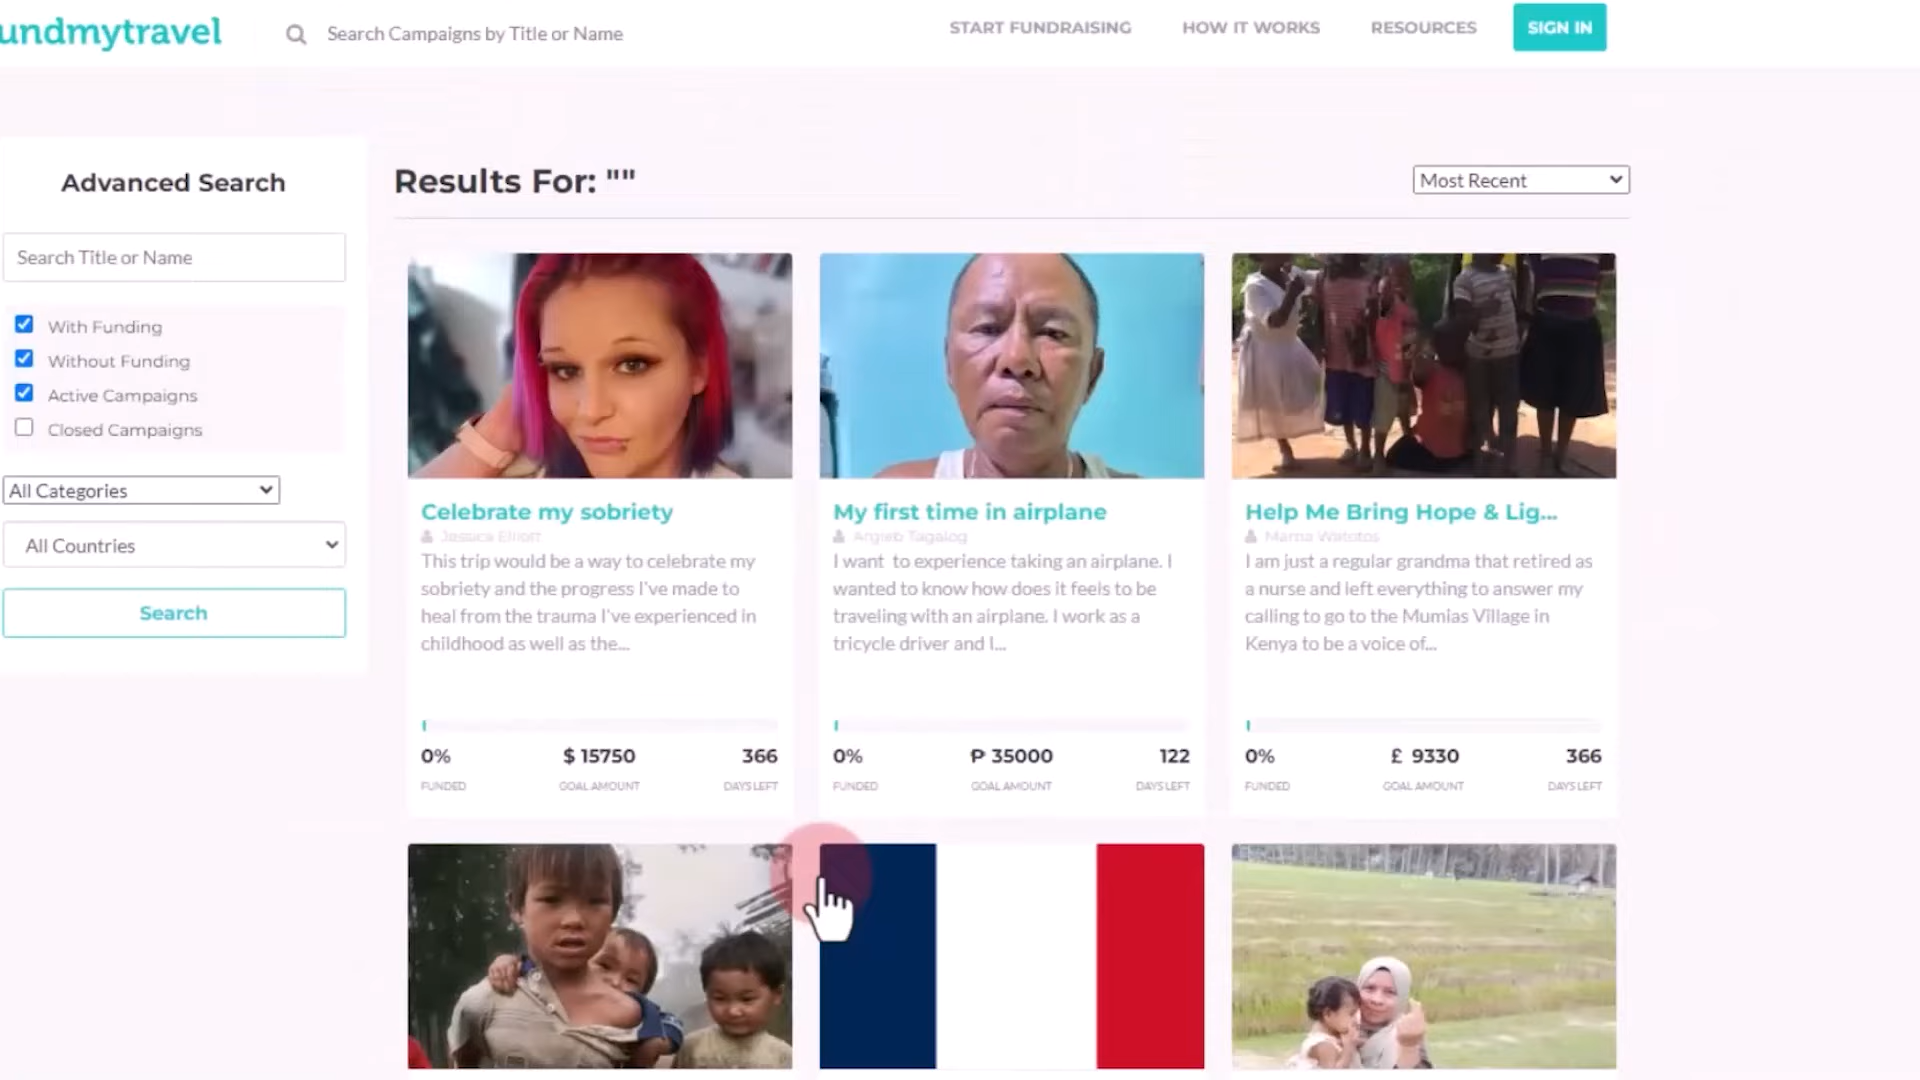 undmytravel
Search Campaigns by Title or Name
START FUNDRAISING
HOW IT WORKS
RESOURCES
SIGN IN
Advanced Search
Search Title or Name
With Funding
Without Funding
Active Campaigns
Closed Campaigns
All Categories
All Countries
Search
Results For: ""
Most Recent
Celebrate my sobriety
Jessica Elliott
This trip would be a way to celebrate my
sobriety and the progress I've made to
heal from the trauma I've experienced in
childhood as well as the...
0%
$ 15750
366
FUNDED
GOAL AMOUNT
DAYS LEFT
My first time in airplane
Tagalog
I want to experience taking an airplane. I
wanted to know how does it feels to be
traveling with an airplane. I work as a
tricycle driver and I...
0%
₱ 35000
122
FUNDED
GOAL AMOUNT
DAYS LEFT
Help Me Bring Hope & Lig...
I am just a regular grandma that retired as
a nurse and left everything to answer my
calling to go to the Mumias Village in
Kenya to be a voice of...
0%
£ 9330
366
FUNDED
GOAL AMOUNT
DAYS LEFT